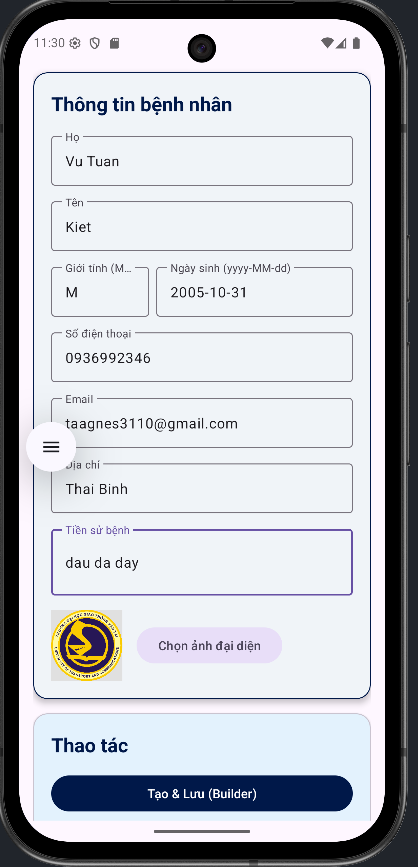 11:30
Thông tin bệnh nhân
Họ
Vu Tuan
Tên
Kiet
Giới tính (M... Ngày sinh (yyyy-MM-dd)
M 2005-10-31
Số điện thoại
0936992346
Email
taagnes3110@gmail.com
Địa chỉ
Thai Binh
Tiền sử bệnh
dau da day
Chọn ảnh đại diện
Thao tác
Tạo & Lưu (Builder)